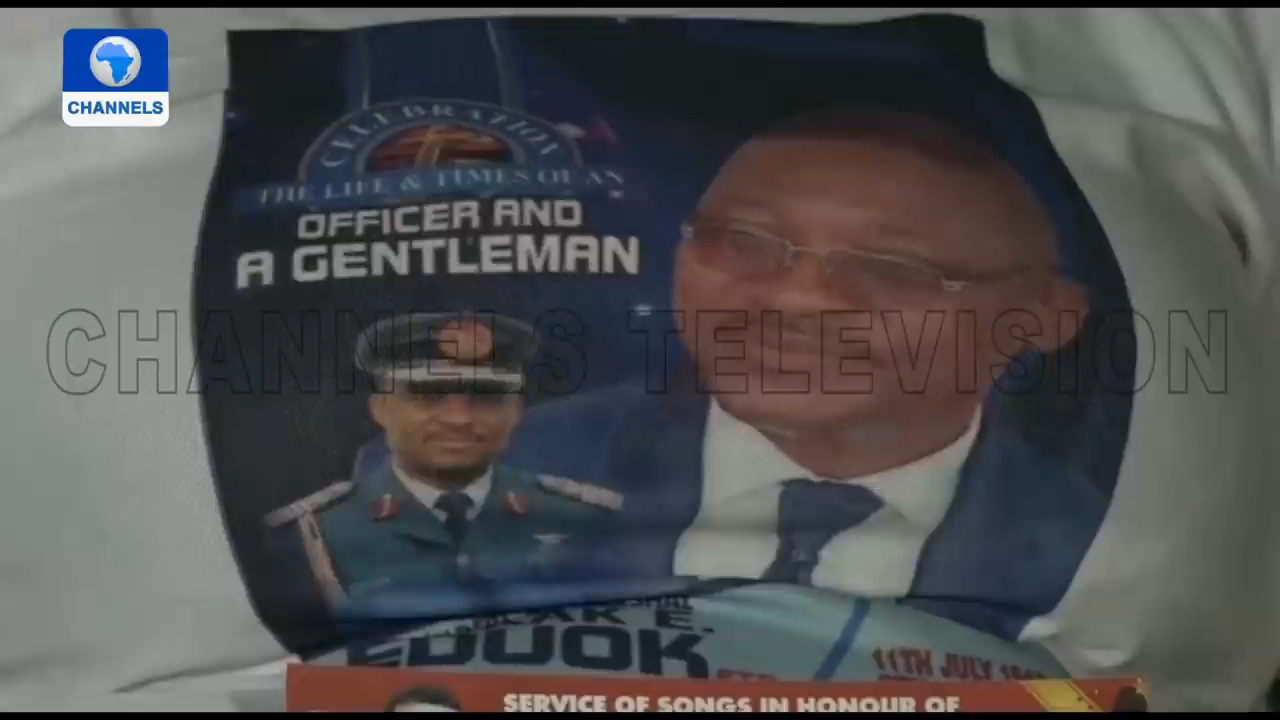 CHANNELS
CELEBRATION
THE LIFE & TIMES OF AN
OFFICER AND
A GENTLEMAN
CHANNELS TELEVISION
E.
EDUOK
11TH JULY
SERVICE OF SONGS IN HONOUR OF